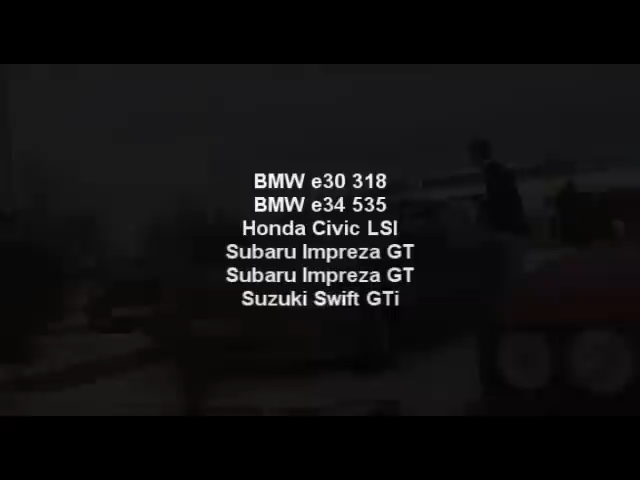 BMW e30 318
BMW e34 535
Honda Civic LSI
Subaru Impreza GT
Subaru Impreza GT
Suzuki Swift GTi